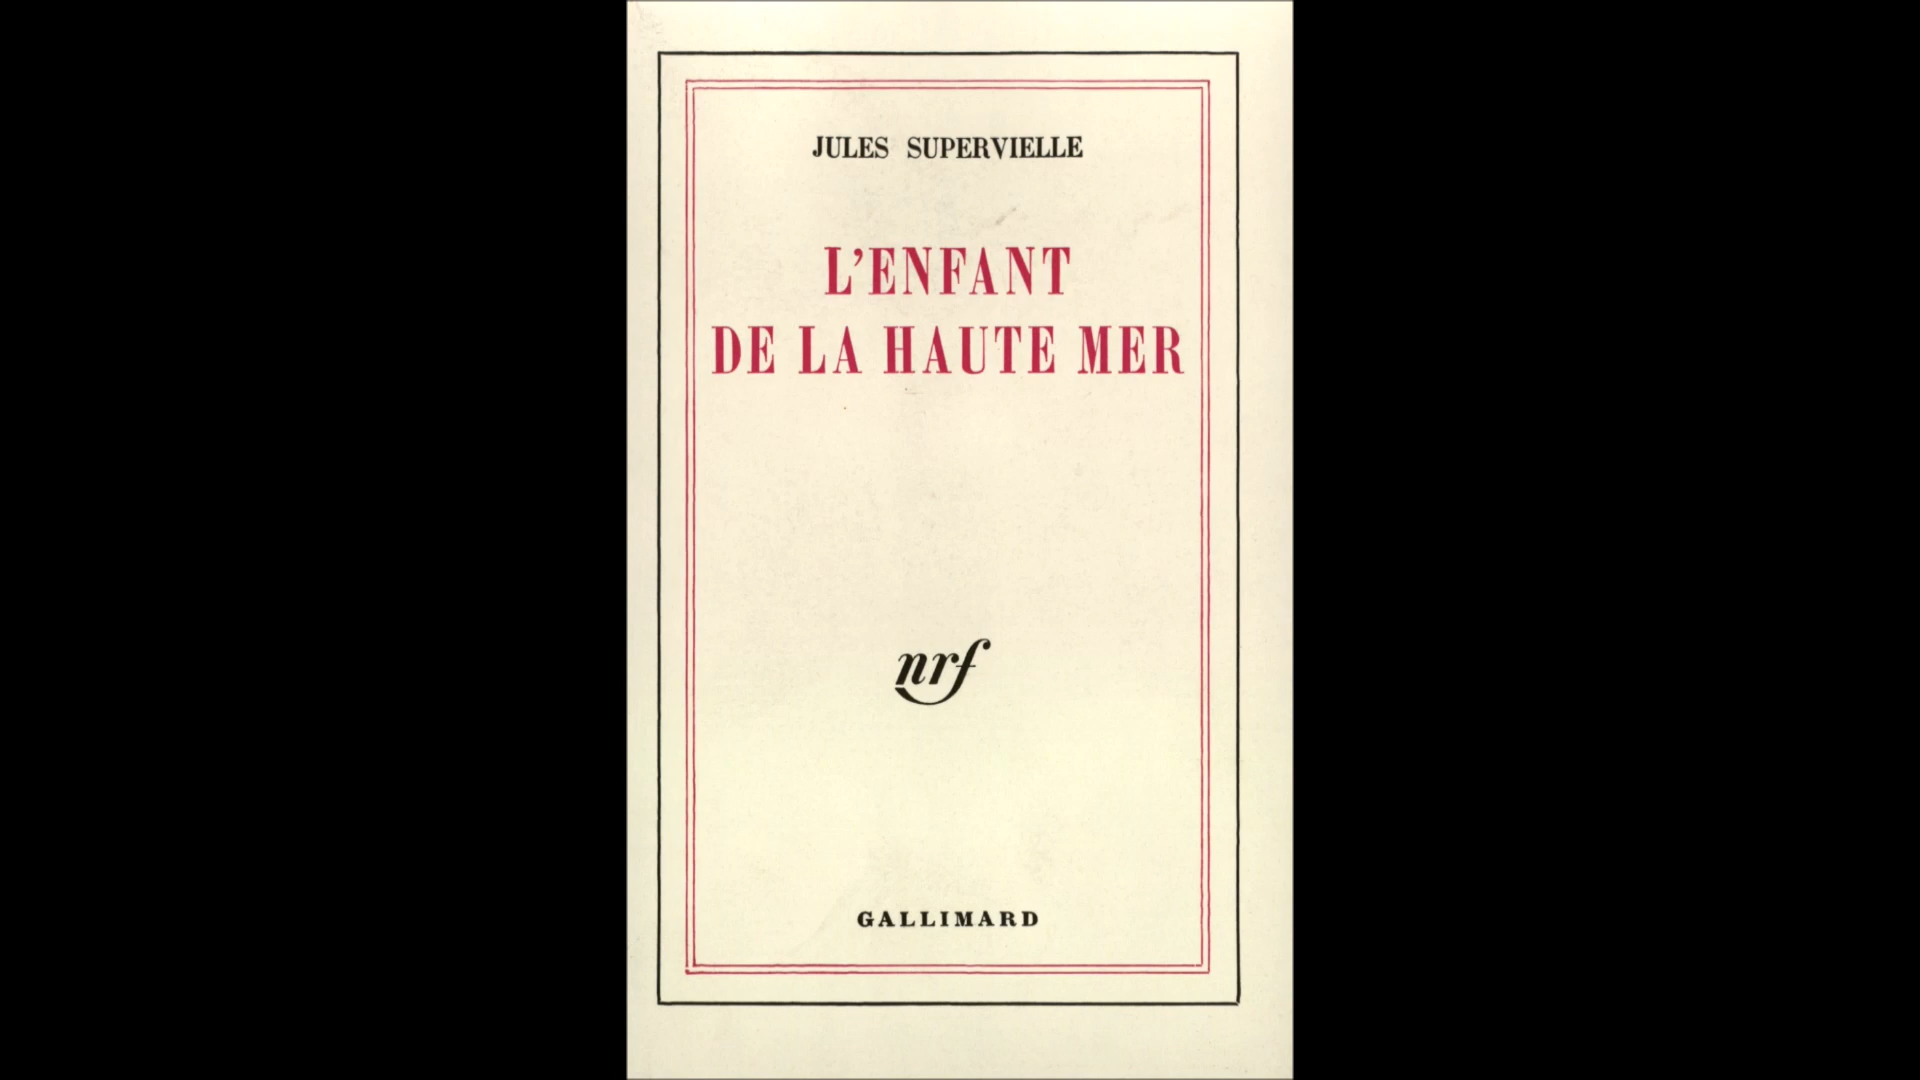 JULES SUPERVIELLE
L'ENFANT
DE LA HAUTE MER
nrf
GALLIMARD